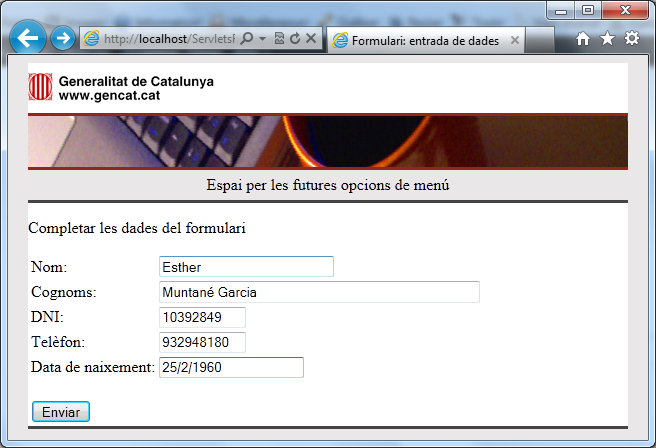 http://localhost/Servlets
Formulari: entrada de dades
Generalitat de Catalunya
www.gencat.cat
Espai per les futures opcions de menú
Completar les dades del formulari
Nom: Esther
Cognoms: Muntané Garcia
DNI: 10392849
Telèfon: 932948180
Data de naixement: 25/2/1960
Enviar